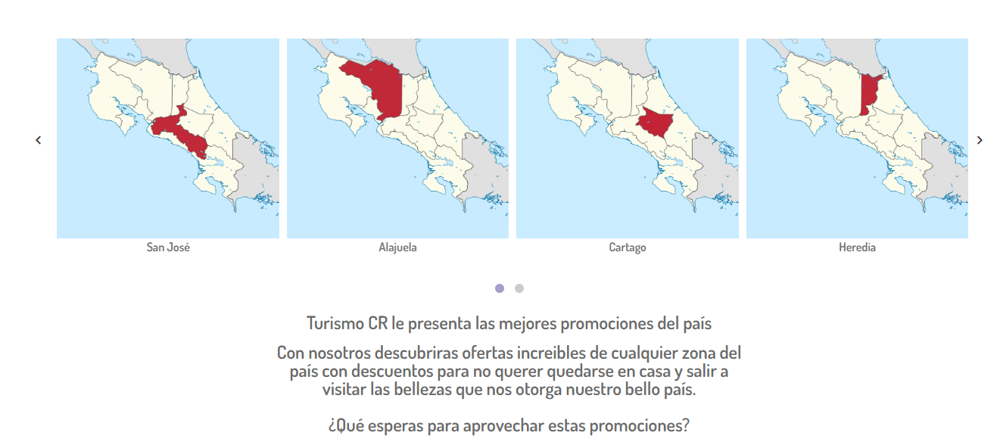 San José
Alajuela
Cartago
Heredia
Turismo CR le presenta las mejores promociones del país
Con nosotros descubriras ofertas increibles de cualquier zona del
país con descuentos para no querer quedarse en casa y salir a
visitar las bellezas que nos otorga nuestro bello país.
¿Qué esperas para aprovechar estas promociones?